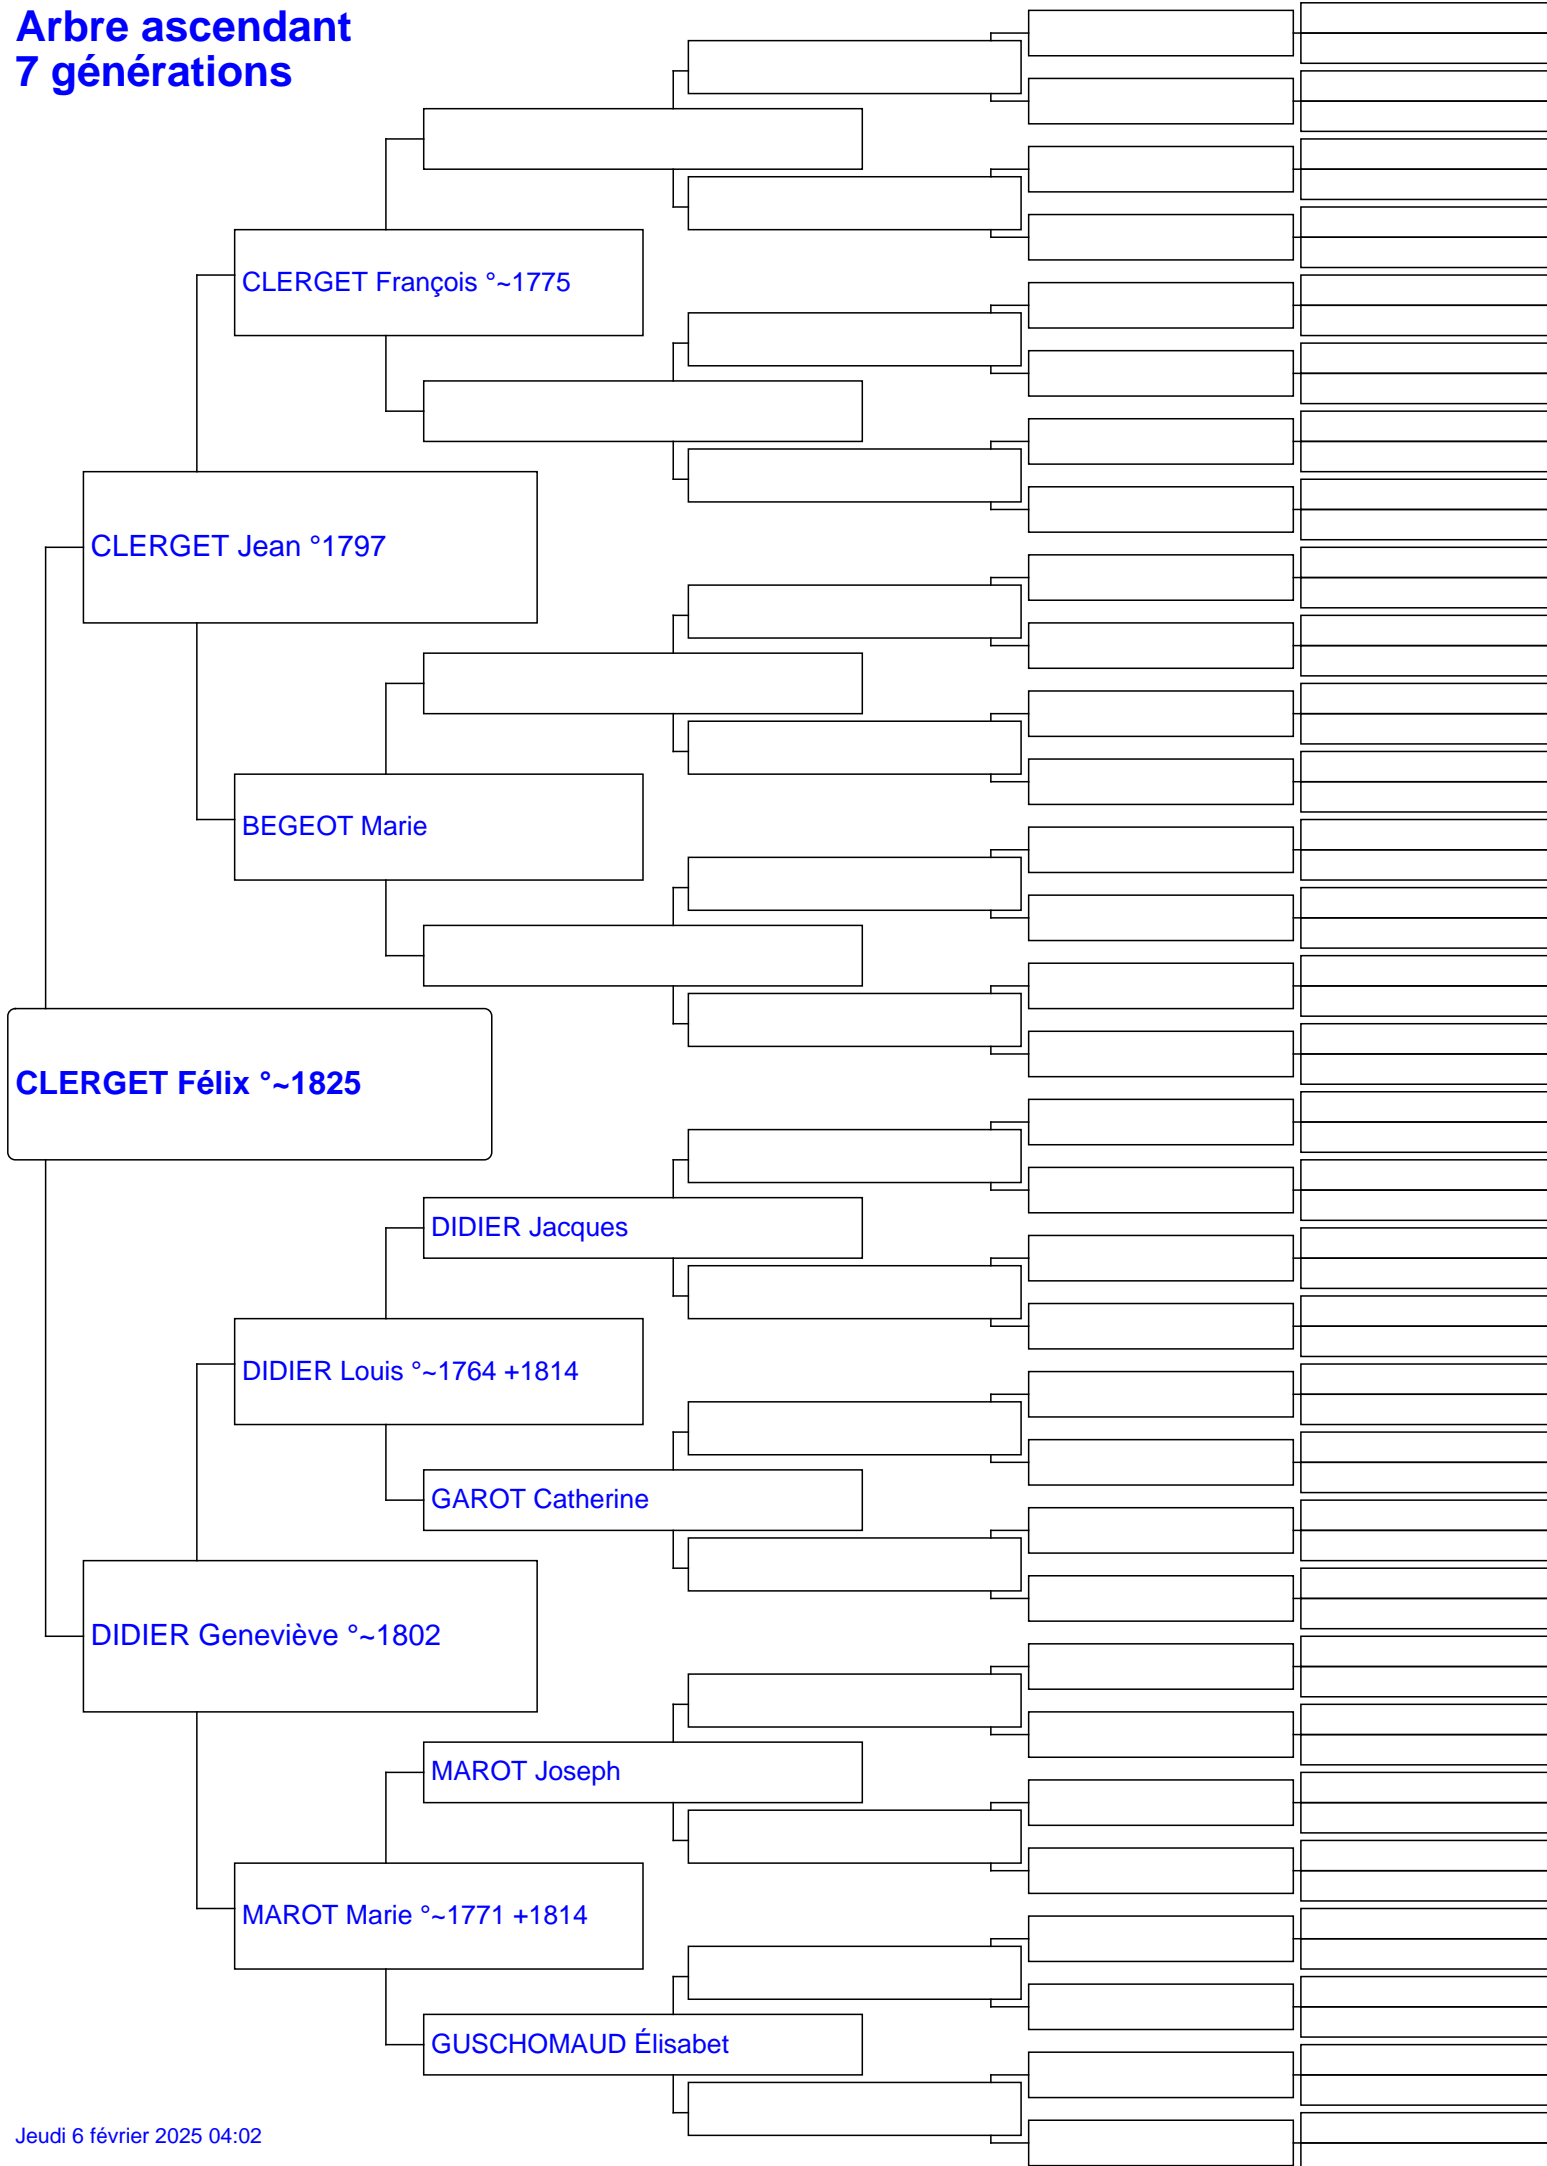 Arbre ascendant
7 générations
CLERGET François °~1775
CLERGET Jean °1797
BEGEOT Marie
CLERGET Félix °~1825
DIDIER Jacques
DIDIER Louis °~1764 +1814
GAROT Catherine
DIDIER Geneviève °~1802
MAROT Joseph
MAROT Marie °~1771 +1814
GUSCHOMAUD Élisabet
Jeudi 6 février 2025 04:02